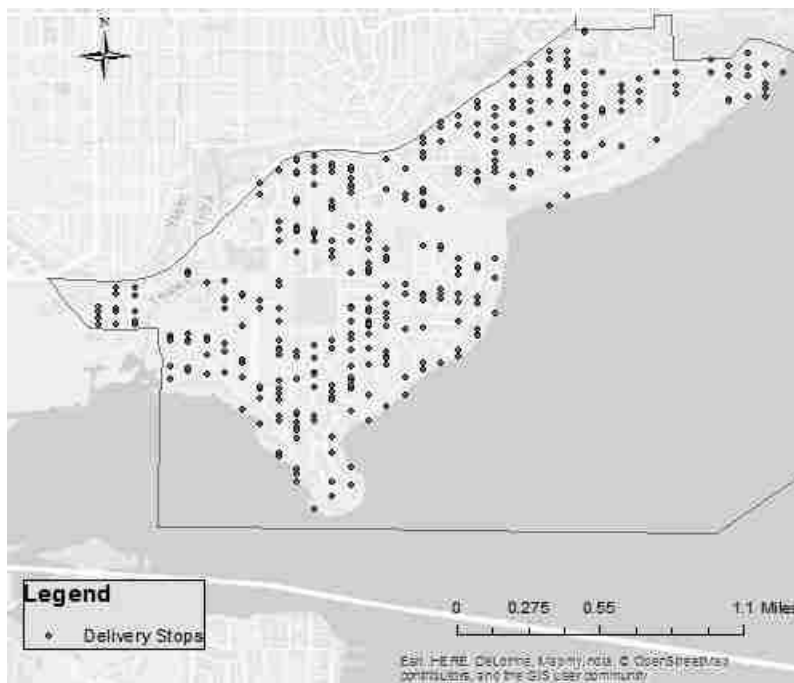 N
Legend
Delivery Stops
0 0.275 0.55 1.1 Miles
Esri, HERE, DeLorme, MapmyIndia, © OpenStreetMap
contributors, and the GIS user community